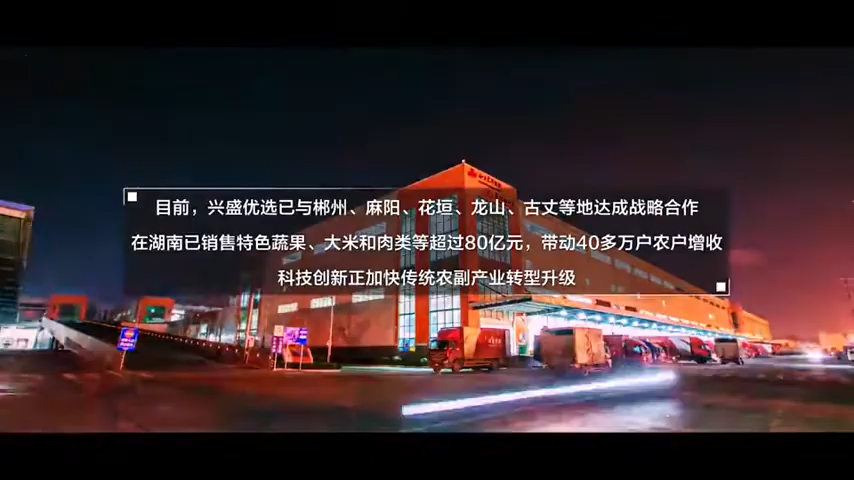 目前，兴盛优选已与郴州、麻阳、花垣、龙山、古丈等地达成战略合作
在湖南已销售特色蔬果、大米和肉类等超过80亿元，带动40多万户农户增收
科技创新正加快传统农副产业转型升级